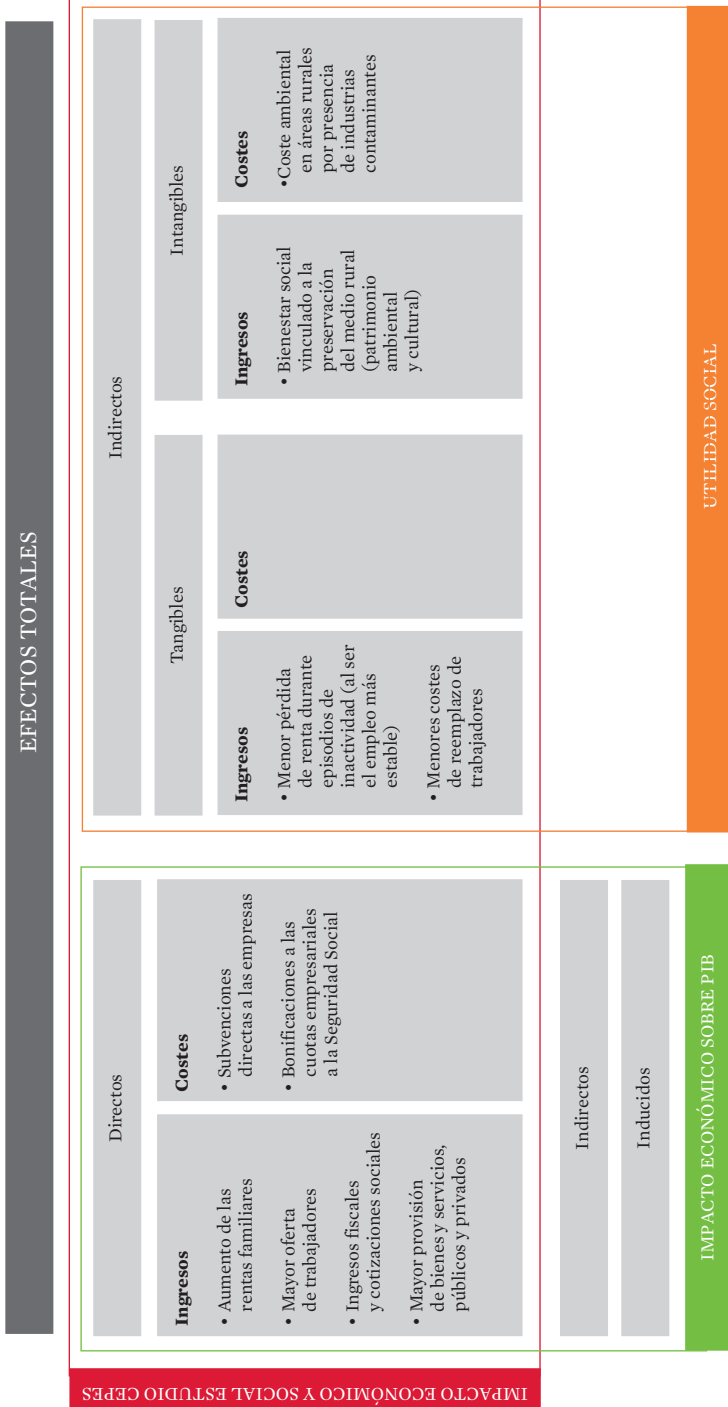 EFECTOS TOTALES
IMPACTO ECONÓMICO Y SOCIAL ESTUDIO CEPES
Directos
Ingresos
• Aumento de las
rentas familiares
• Mayor oferta
de trabajadores
• Ingresos fiscales
y cotizaciones sociales
• Mayor provisión
de bienes y servicios,
públicos y privados
Costes
• Subvenciones
directas a las empresas
• Bonificaciones a las
cuotas empresariales
a la Seguridad Social
Indirectos
Inducidos
IMPACTO ECONÓMICO SOBRE PIB
Indirectos
Tangibles
Ingresos
• Menor pérdida
de renta durante
episodios de
inactividad (al ser
el empleo más
estable)
• Menores costes
de reemplazo de
trabajadores
Costes
Intangibles
Ingresos
• Bienestar social
vinculado a la
preservación
del medio rural
(patrimonio
ambiental
y cultural)
Costes
•Coste ambiental
en áreas rurales
por presencia
de industrias
contaminantes
UTILIDAD SOCIAL